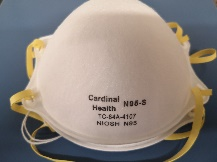 Cardinal Health N95-S
TC-84A-4107
NIOSH N95